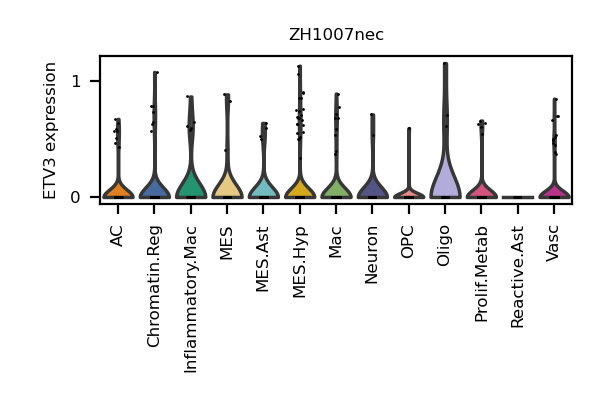 ZH1007nec
ETV3 expression
1
0
AC
Chromatin.Reg
Inflammatory.Mac
MES
MES.Ast
MES.Hyp
Mac
Neuron
OPC
Oligo
Prolif.Metab
Reactive.Ast
Vasc